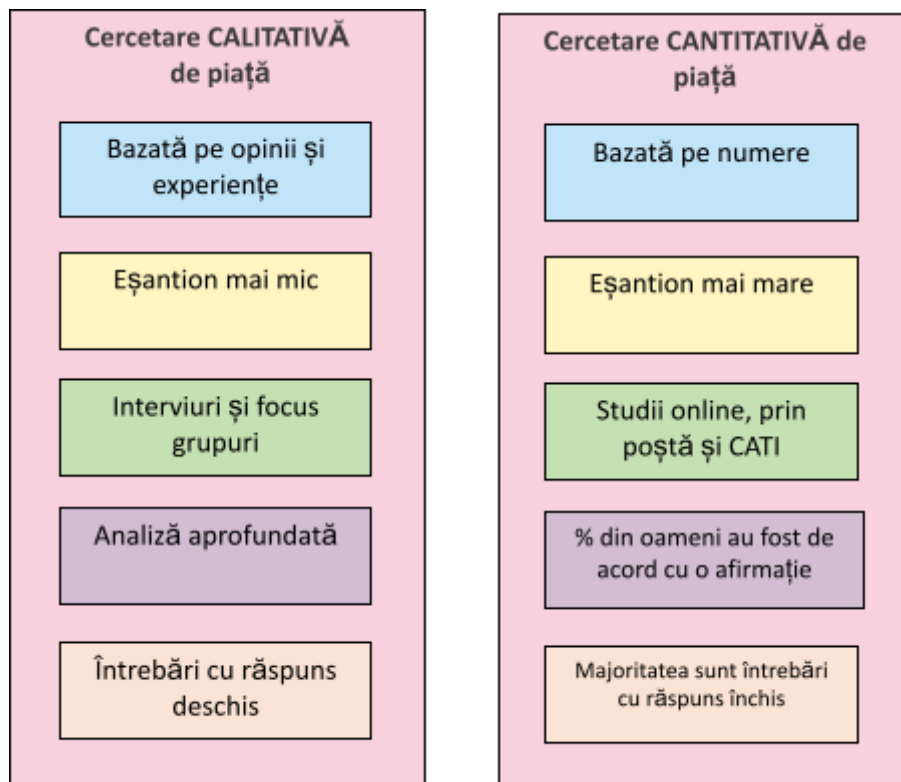 Cercetare CALITATIVĂ
de piață
Bazată pe opinii și
experiențe
Eșantion mai mic
Interviuri și focus
grupuri
Analiză aprofundată
Întrebări cu răspuns
deschis
Cercetare CANTITATIVĂ de
piață
Bazată pe numere
Eșantion mai mare
Studii online, prin
poștă și CATI
% din oameni au fost de
acord cu o afirmație
Majoritatea sunt întrebări
cu răspuns închis